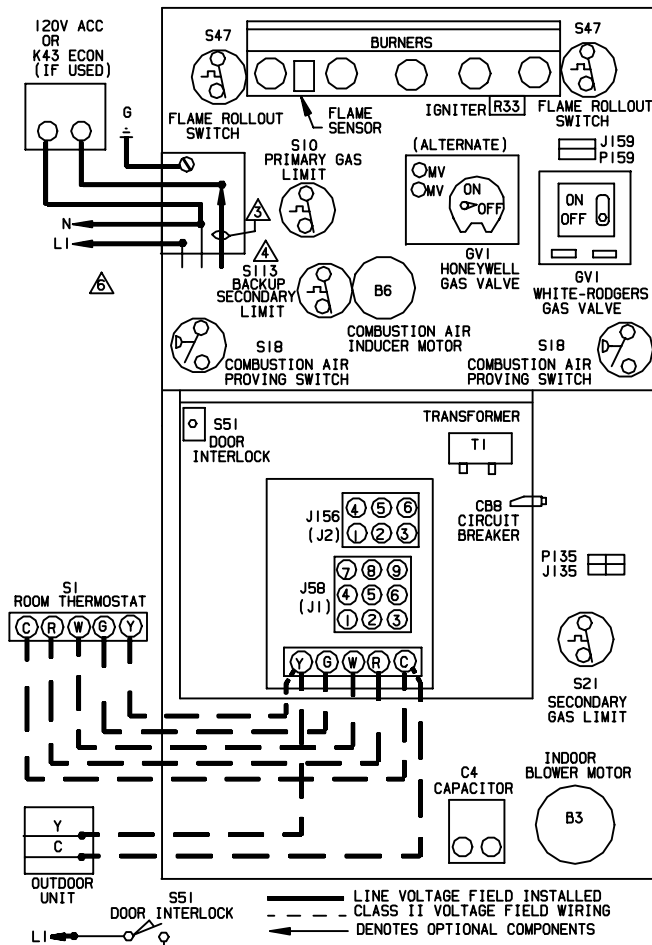 120V ACC
OR
K43 ECON
(IF USED)
S47
BURNERS
S47
FLAME ROLLOUT
SWITCH
FLAME
SENSOR
IGNITER R33
FLAME ROLLOUT
SWITCH
G
S10
PRIMARY GAS
LIMIT
(ALTERNATE)
J159
P159
MV
MV
ON
OFF
ON
OFF
N
L1
3
4
6
GV1
HONEYWELL
GAS VALVE
GV1
WHITE-RODGERS
GAS VALVE
S113
BACKUP
SECONDARY
LIMIT
B6
COMBUSTION AIR
INDUCER MOTOR
S18
COMBUSTION AIR
PROVING SWITCH
S18
COMBUSTION AIR
PROVING SWITCH
S51
DOOR
INTERLOCK
TRANSFORMER
T1
CB8
CIRCUIT
BREAKER
J156
(J2)
4 5 6
1 2 3
J58
(J1)
7 8 9
4 5 6
1 2 3
P135
J135
S1
ROOM THERMOSTAT
C R W G Y
Y G W R C
S21
SECONDARY
GAS LIMIT
INDOOR
BLOWER MOTOR
B3
C4
CAPACITOR
Y
C
OUTDOOR
UNIT
S51
DOOR INTERLOCK
L1
LINE VOLTAGE FIELD INSTALLED
CLASS II VOLTAGE FIELD WIRING
DENOTES OPTIONAL COMPONENTS